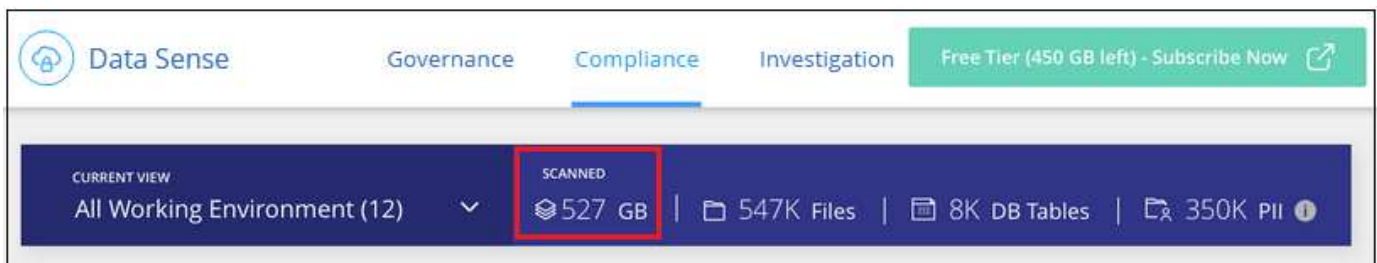 Data Sense Governance Compliance Investigation Free Tier (450 GB left) - Subscribe Now
CURRENT VIEW SCANNED
All Working Environment (12) 527 GB | 547K Files | 8K DB Tables | 350K PII